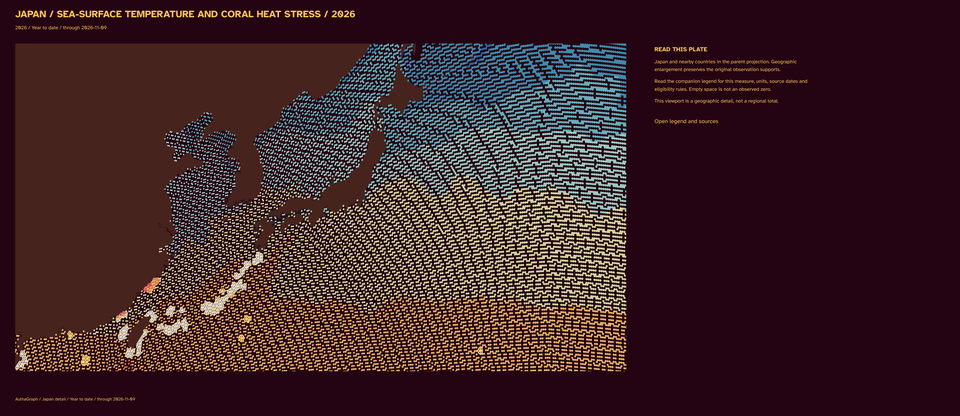 JAPAN / SEA-SURFACE TEMPERATURE AND CORAL HEAT STRESS / 2026
2026 / Year to date / through 2026-11-09
READ THIS PLATE
Japan and nearby countries in the parent projection. Geographic
enlargement preserves the original observation supports.
Read the companion legend for this measure, units, source dates and
eligibility rules. Empty space is not an observed zero.
This viewport is a geographic detail, not a regional total.
Open legend and sources
AuthaGraph / Japan detail / Year to date / through 2026-11-09